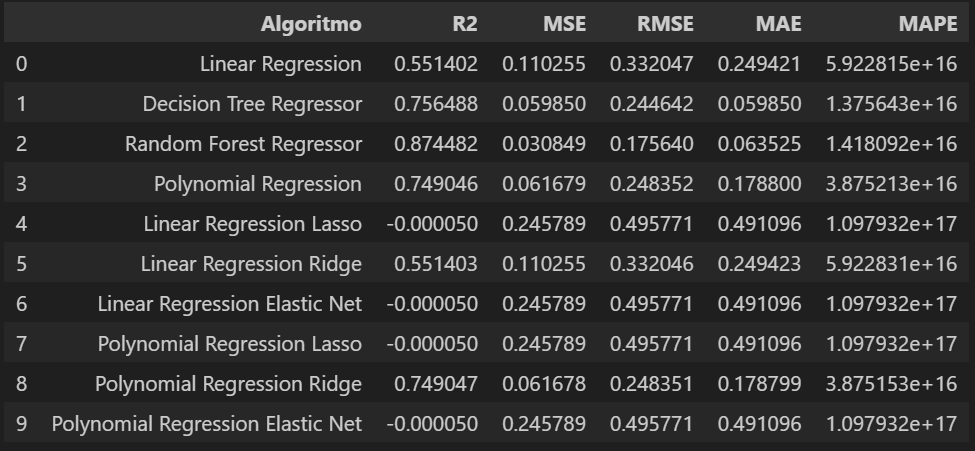 Algoritmo R2 MSE RMSE MAE MAPE
0 Linear Regression 0.551402 0.110255 0.332047 0.249421 5.922815e+16
1 Decision Tree Regressor 0.756488 0.059850 0.244642 0.059850 1.375643e+16
2 Random Forest Regressor 0.874482 0.030849 0.175640 0.063525 1.418092e+16
3 Polynomial Regression 0.749046 0.061679 0.248352 0.178800 3.875213e+16
4 Linear Regression Lasso -0.000050 0.245789 0.495771 0.491096 1.097932e+17
5 Linear Regression Ridge 0.551403 0.110255 0.332046 0.249423 5.922831e+16
6 Linear Regression Elastic Net -0.000050 0.245789 0.495771 0.491096 1.097932e+17
7 Polynomial Regression Lasso -0.000050 0.245789 0.495771 0.491096 1.097932e+17
8 Polynomial Regression Ridge 0.749047 0.061678 0.248351 0.178799 3.875153e+16
9 Polynomial Regression Elastic Net -0.000050 0.245789 0.495771 0.491096 1.097932e+17